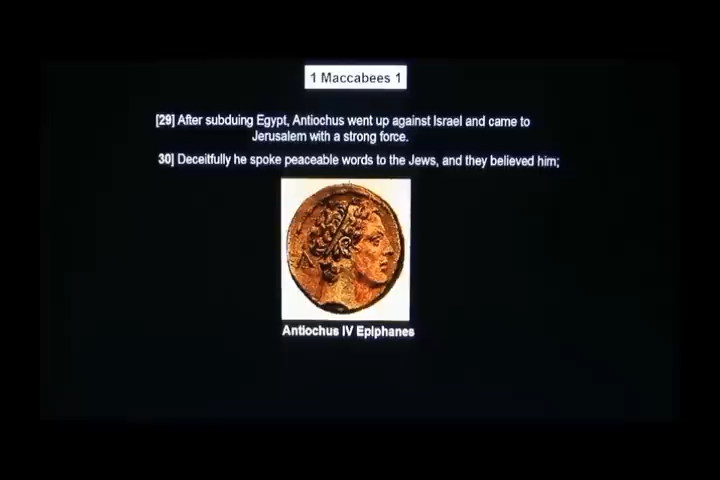 1 Maccabees 1
[29] After subduing Egypt, Antiochus went up against Israel and came to
Jerusalem with a strong force.
30] Deceitfully he spoke peaceable words to the Jews, and they believed him;
Antiochus IV Epiphanes